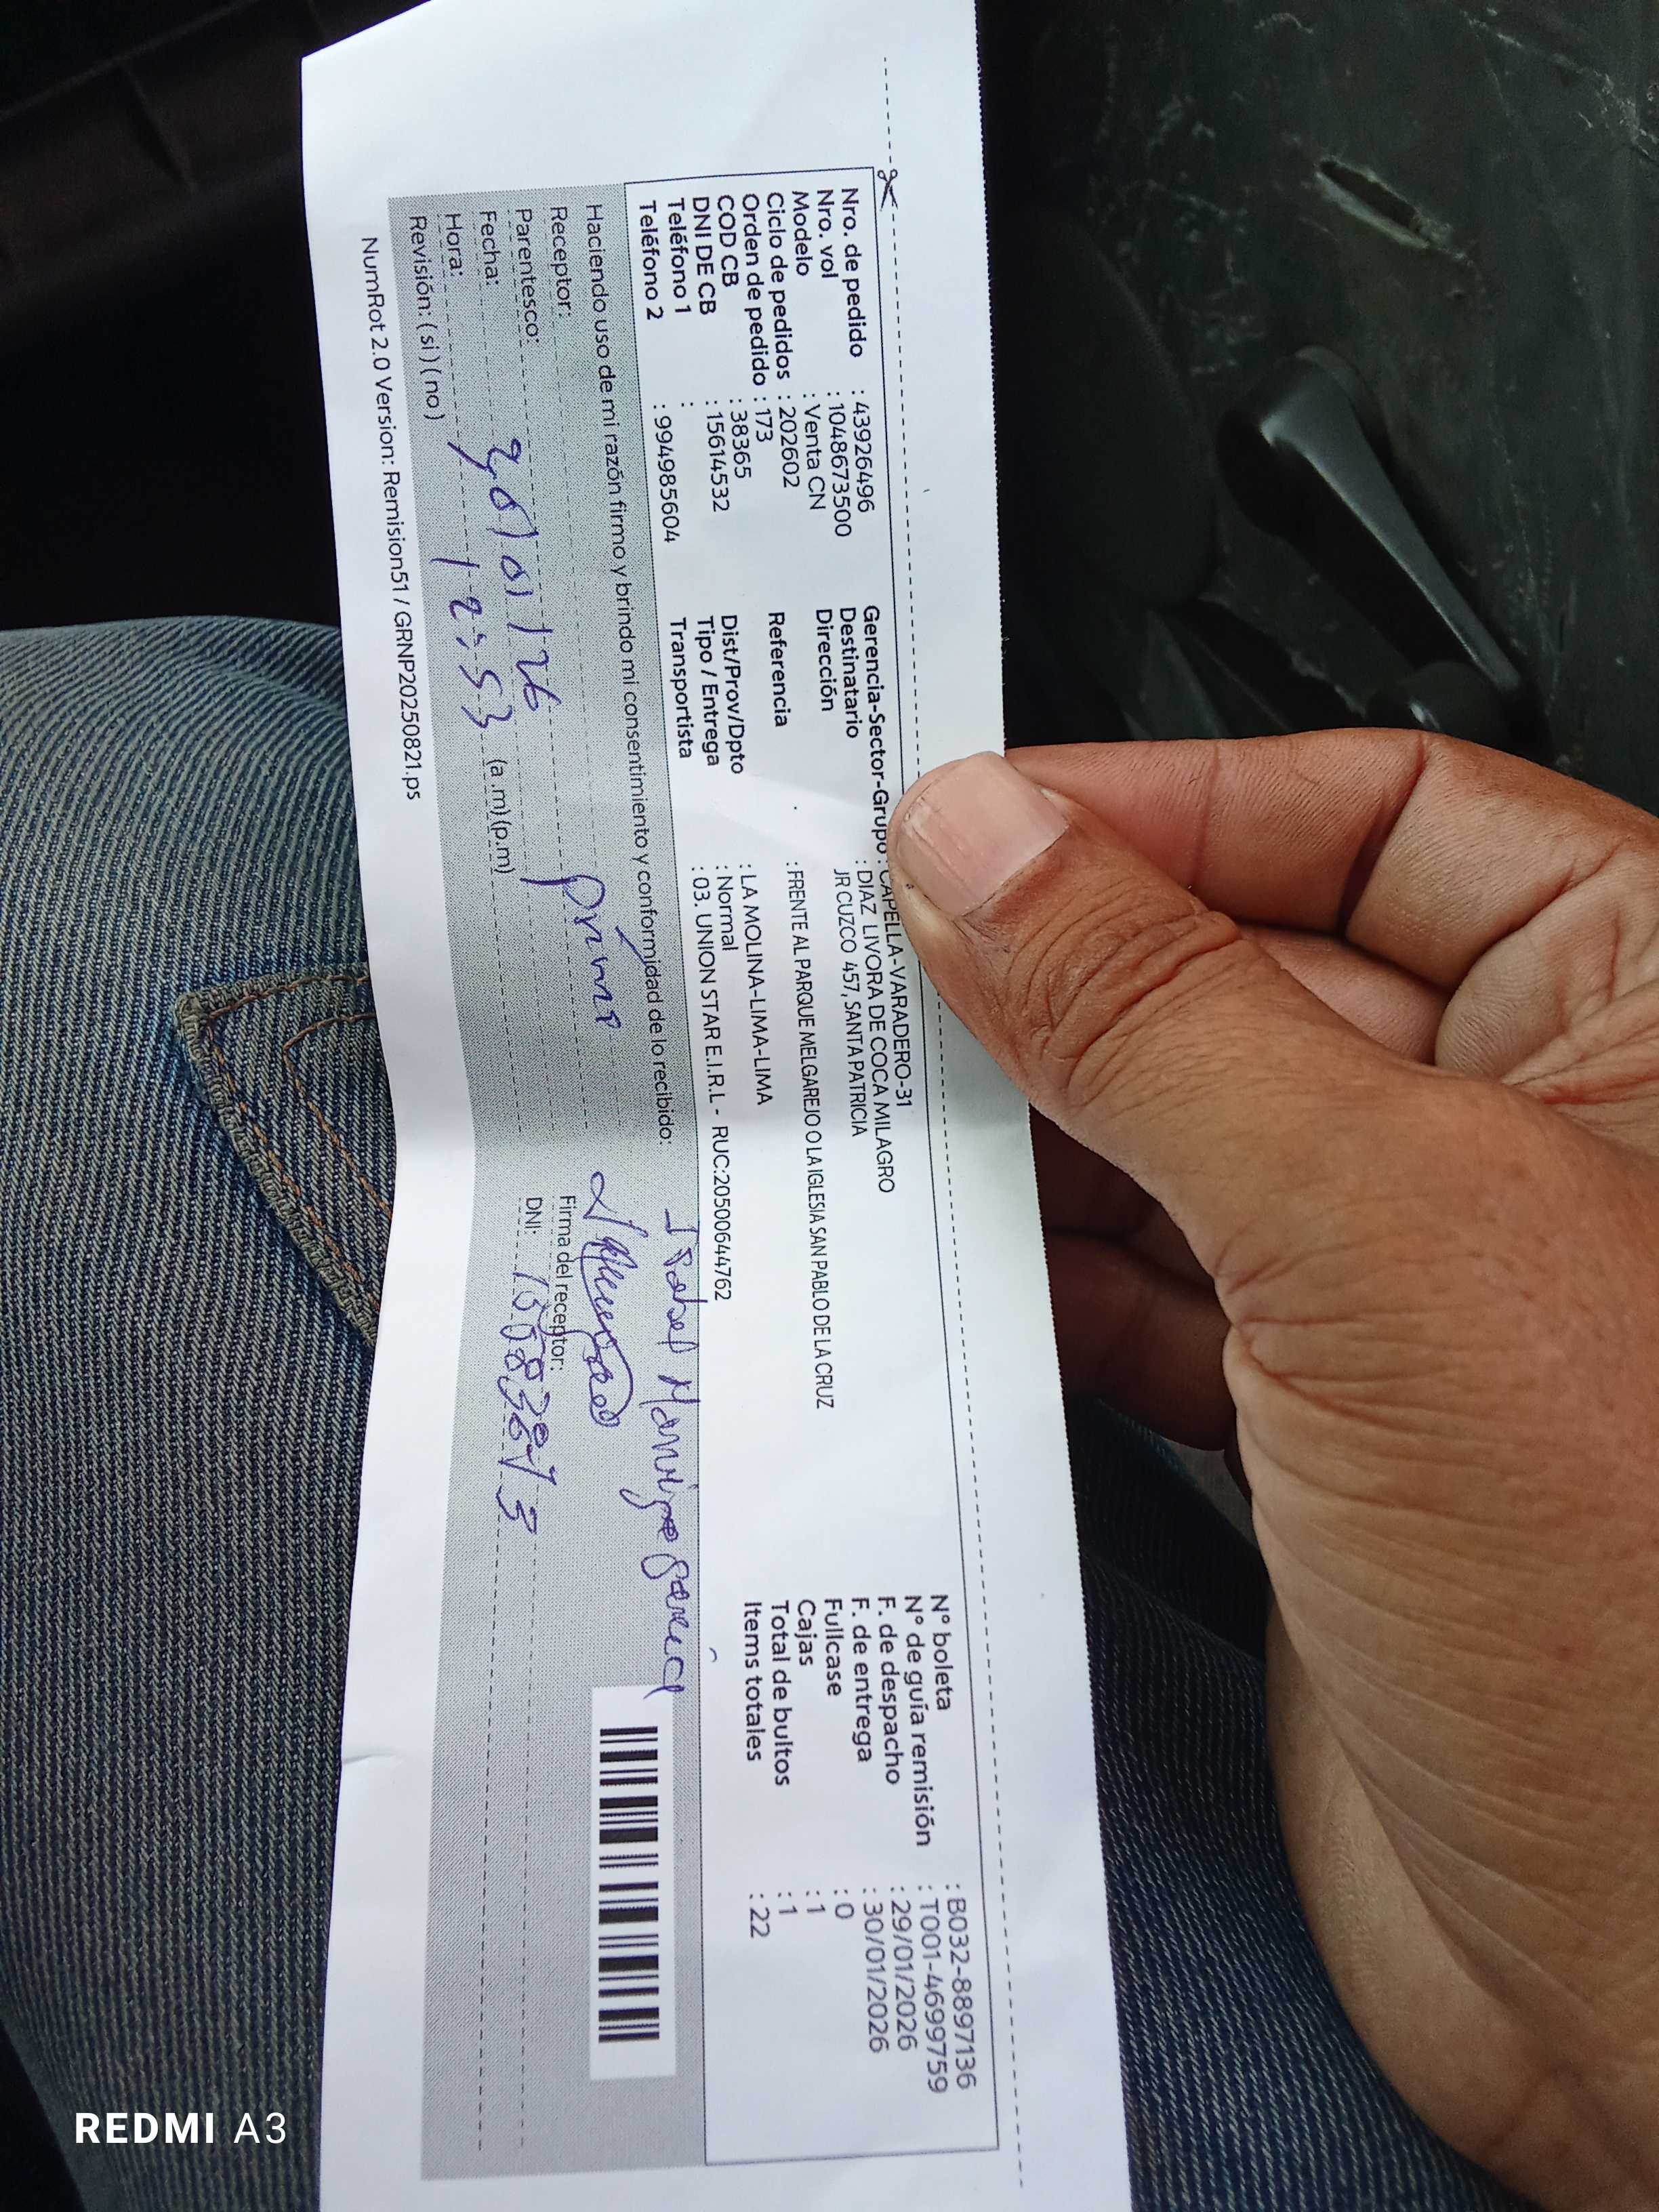 Nro. de pedido : 43926496
Nro. vol : 1048673500
Modelo : Venta CN
Ciclo de pedidos : 202602
Orden de pedido : 173
COD CB : 38365
DNI DE CB : 15614532
Teléfono 1 :
Teléfono 2 : 994985604
Gerencia-Sector-Grupo : CAPELLA-VARADERO-31
Destinatario : DIAZ LIVORA DE COCA MILAGRO
Dirección JR CUZCO 457, SANTA PATRICIA
Referencia : FRENTE AL PARQUE MELGAREJO O LA IGLESIA SAN PABLO DE LA CRUZ
Dist/Prov/Dpto : LA MOLINA-LIMA-LIMA
Tipo / Entrega : Normal
Transportista : 03. UNION STAR E.I.R.L - RUC:20500644762
N° boleta : B032-8897136
N° de guía remisión : T001-4699759
F. de despacho : 29/01/2026
F. de entrega : 30/01/2026
Fullcase : 0
Cajas : 1
Total de bultos : 1
Items totales : 22
Haciendo uso de mi razón firmo y brindo mi consentimiento y conformidad de lo recibido: Isabel
Receptor:
Parentesco: prima
Fecha:
Hora: 12:53 (a.m)(p.m)
Revisión: (si) (no)
Firma del receptor:
DNI:
NumRot 2.0 Version: Remision51 / GRNP20250821.ps
REDMI A3